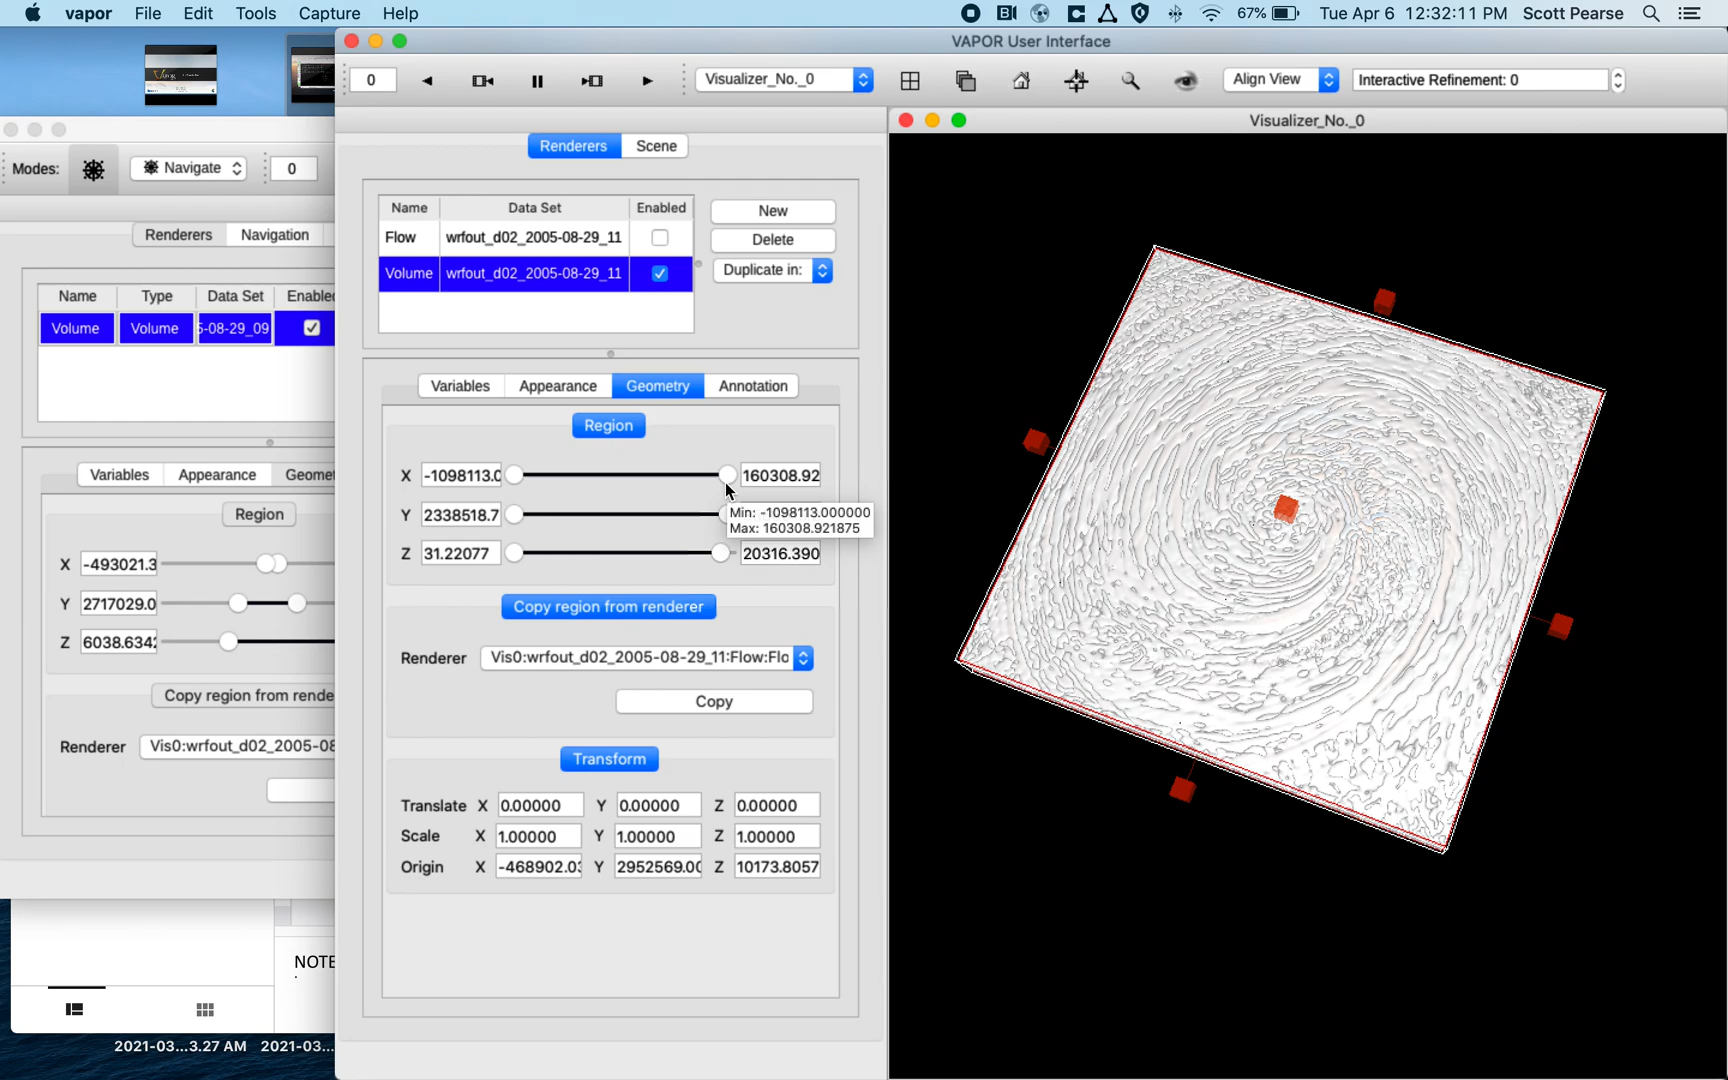 vapor File Edit Tools Capture Help 67% Tue Apr 6 12:32:11 PM Scott Pearse
VAPOR User Interface
0 Visualizer_No._0 Align View Interactive Refinement: 0
Visualizer_No._0
Modes: Navigate 0
Renderers Navigation
Name Type Data Set Enabled
Volume Volume 5-08-29_09
Variables Appearance Geomet
Region
X -493021.3
Y 2717029.0
Z 6038.634
Copy region from rende
Renderer Vis0:wrfout_d02_2005-08
NOTE
2021-03...3.27 AM 2021-03...
Renderers Scene
Name Data Set Enabled
Flow wrfout_d02_2005-08-29_11
Volume wrfout_d02_2005-08-29_11
New
Delete
Duplicate in:
Variables Appearance Geometry Annotation
Region
X -1098113.0 160308.92
Y 2338518.7
Min: -1098113.000000
Max: 160308.921875
Z 31.22077 20316.390
Copy region from renderer
Renderer Vis0:wrfout_d02_2005-08-29_11:Flow:Flo
Copy
Transform
Translate X 0.00000 Y 0.00000 Z 0.00000
Scale X 1.00000 Y 1.00000 Z 1.00000
Origin X -468902.03 Y 2952569.00 Z 10173.8057